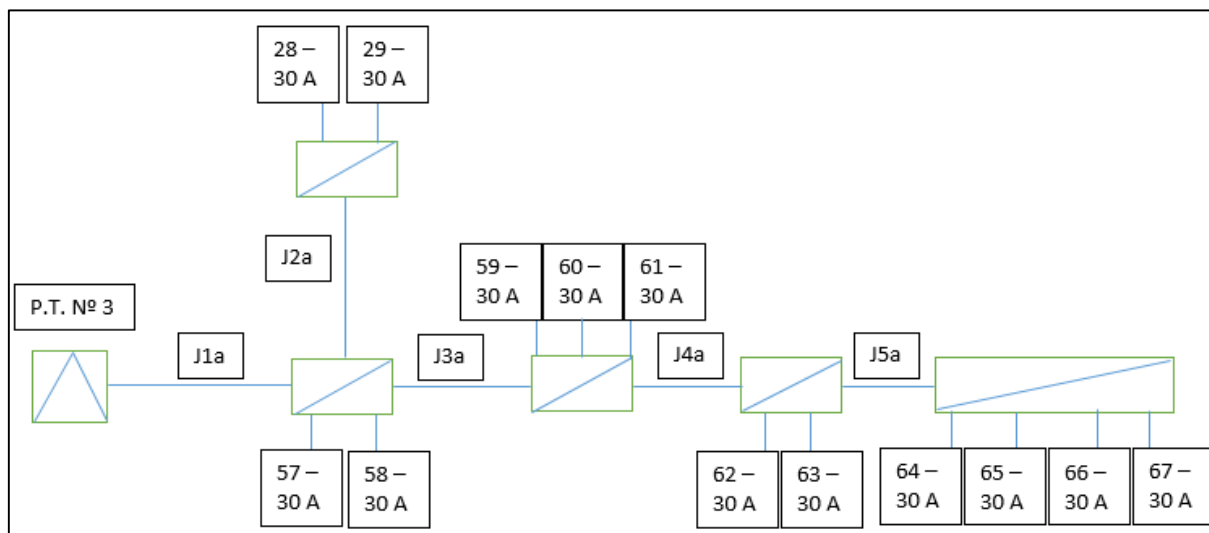 28 –
30 A
29 –
30 A
J2a
59 –
30 A
60 –
30 A
61 –
30 A
P.T. Nº 3
J1a
J3a
J4a
J5a
57 –
30 A
58 –
30 A
62 –
30 A
63 –
30 A
64 –
30 A
65 –
30 A
66 –
30 A
67 –
30 A